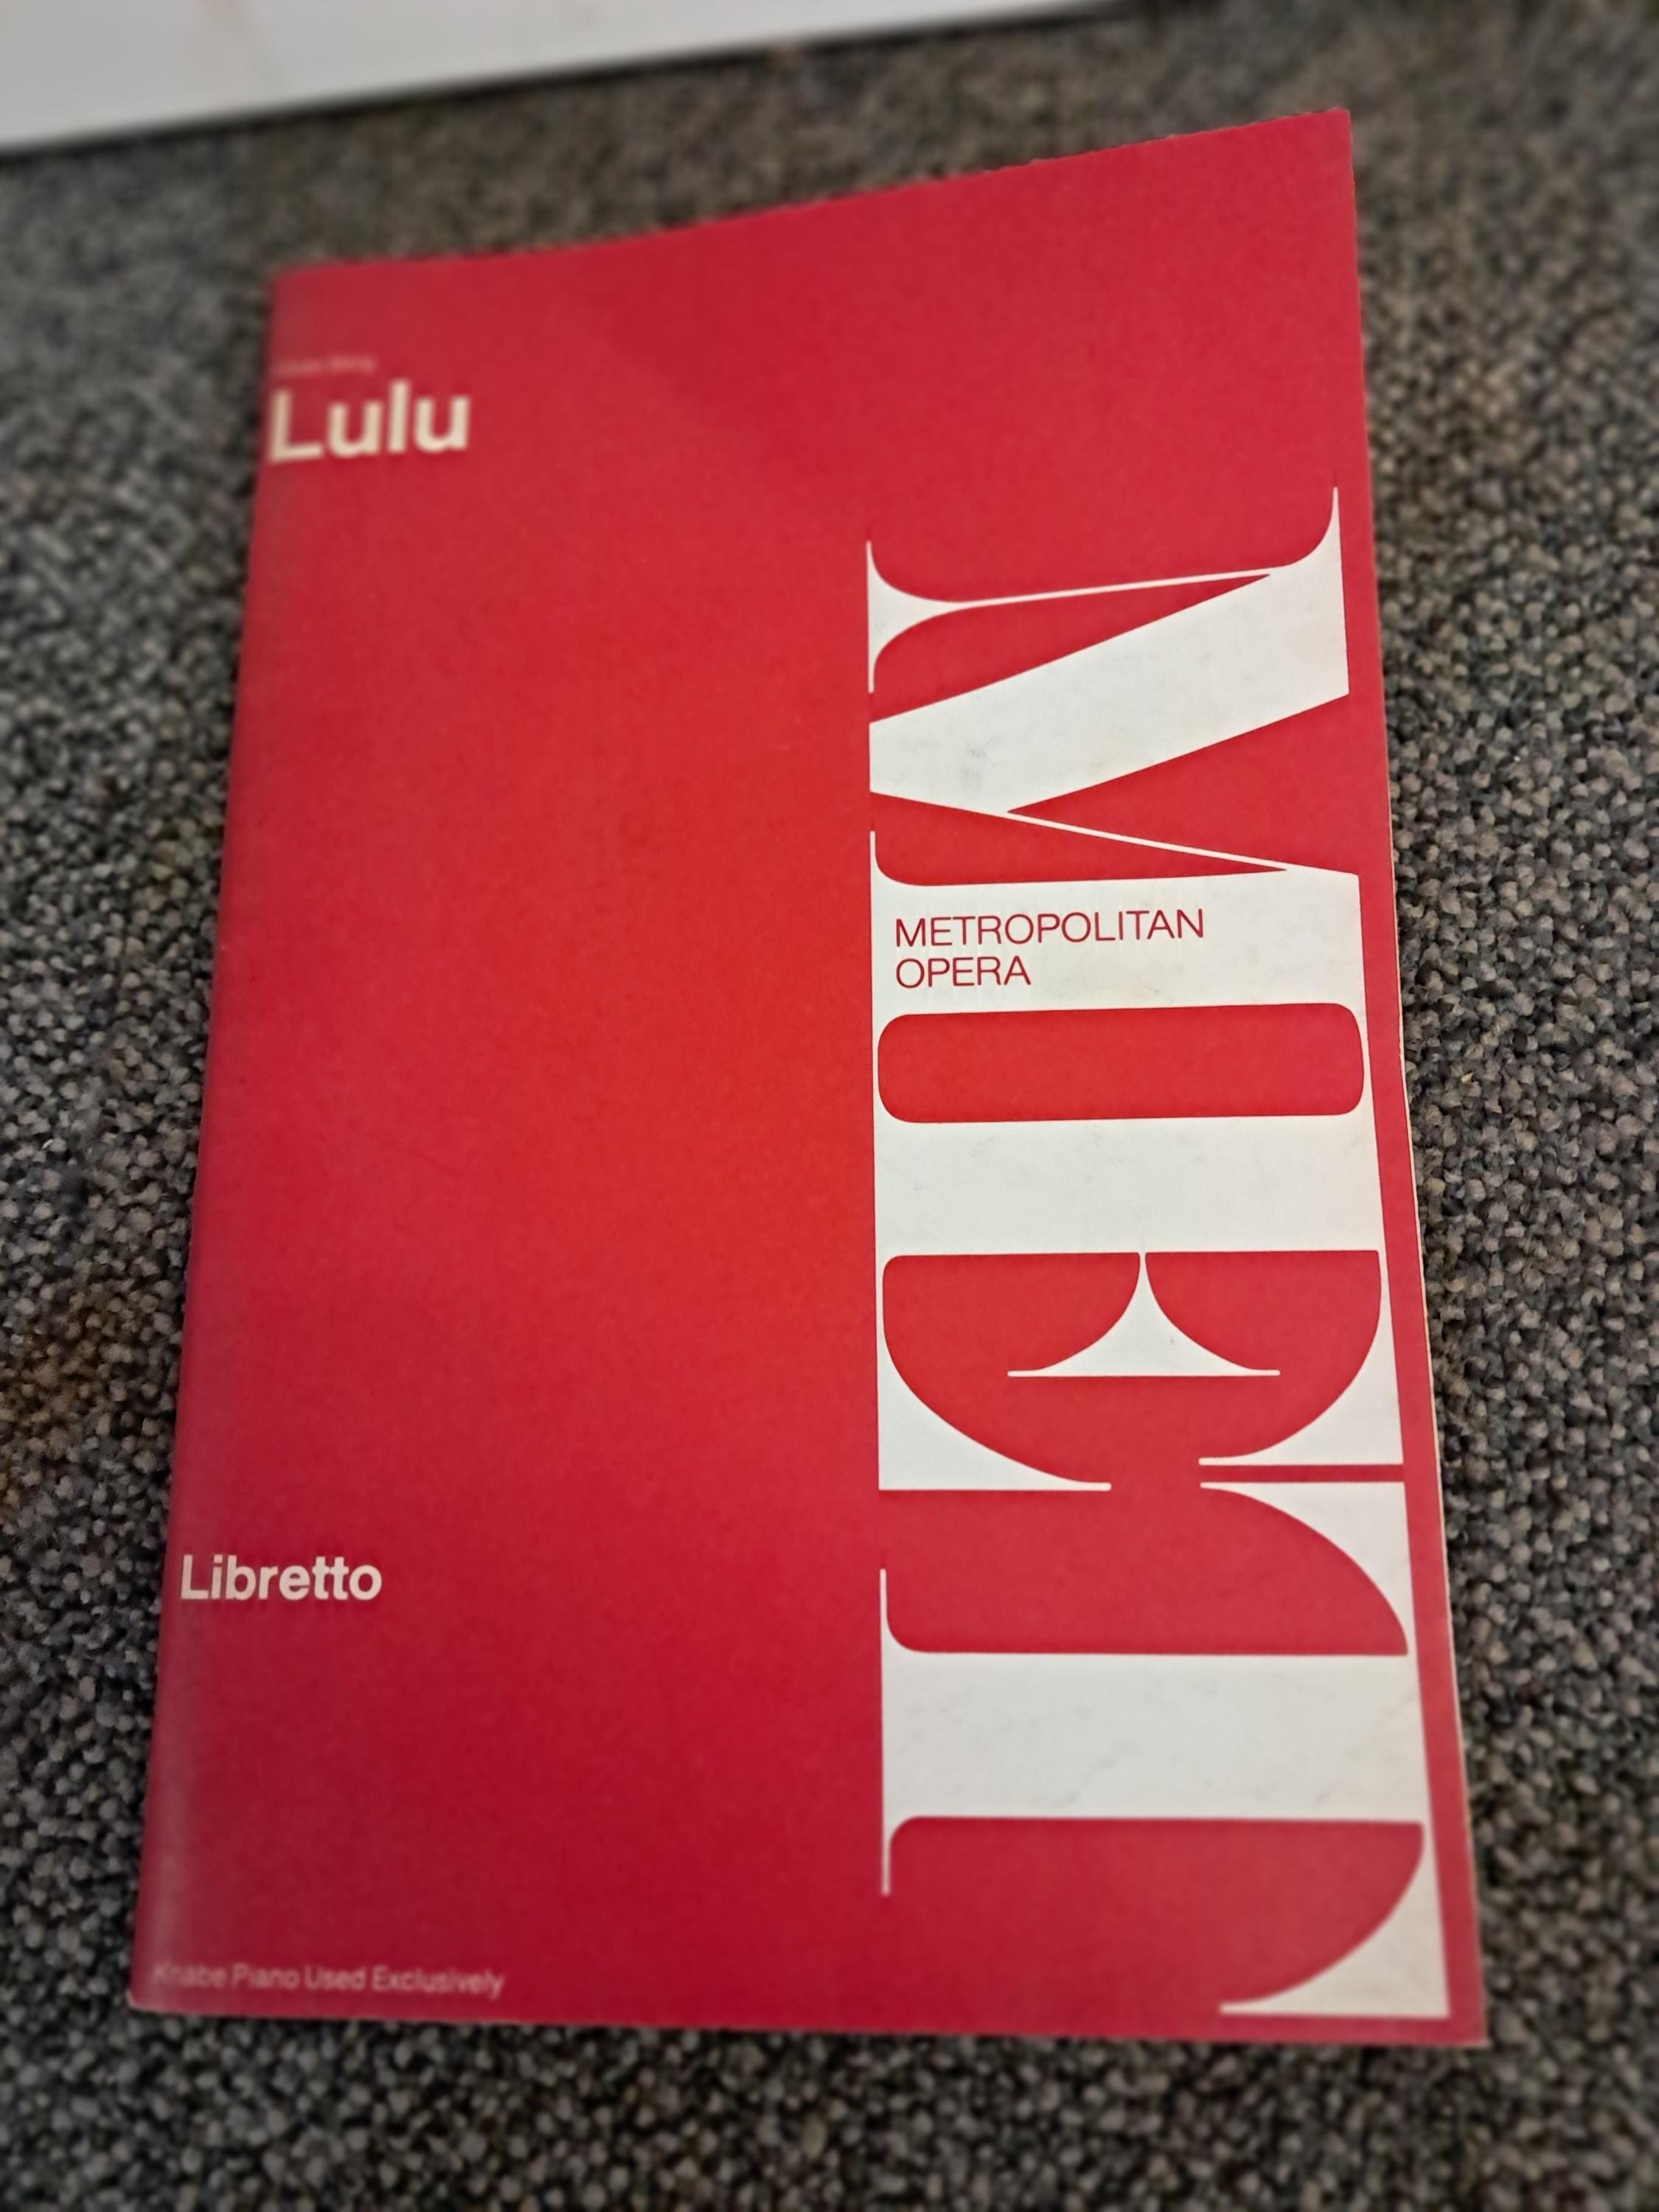 Lulu
METROPOLITAN
OPERA
MET
Libretto
Knabe Piano Used Exclusively